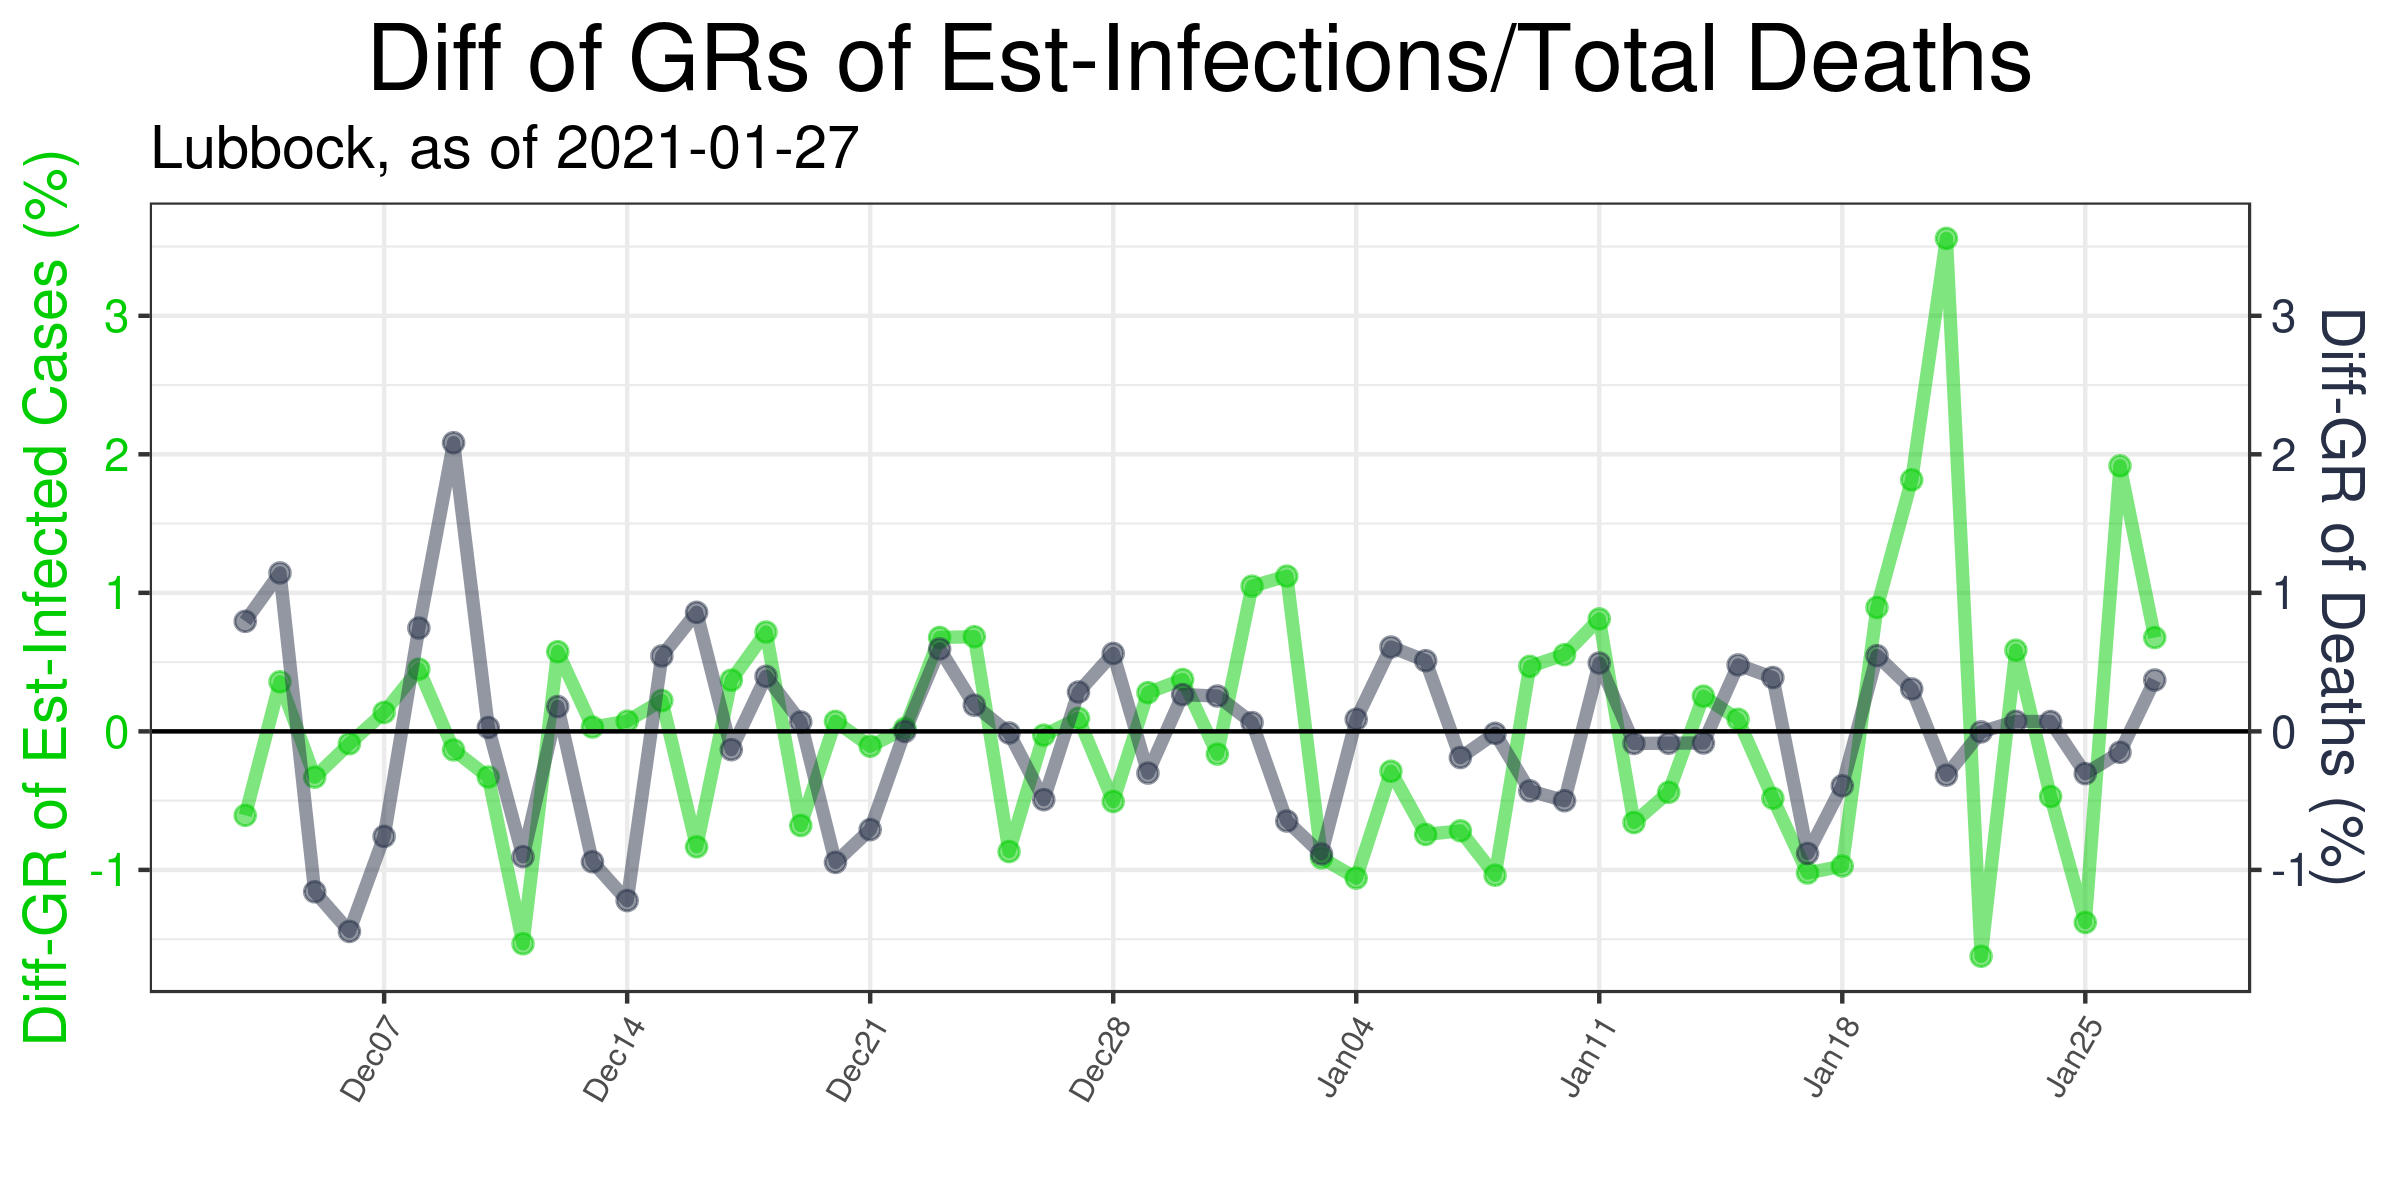 Diff of GRs of Est-Infections/Total Deaths
Lubbock, as of 2021-01-27
Diff-GR of Est-Infected Cases (%)
3
2
1
0
-1
3
2
1
0
-1
Diff-GR of Deaths (%)
Dec07
Dec14
Dec21
Dec28
Jan04
Jan11
Jan18
Jan25